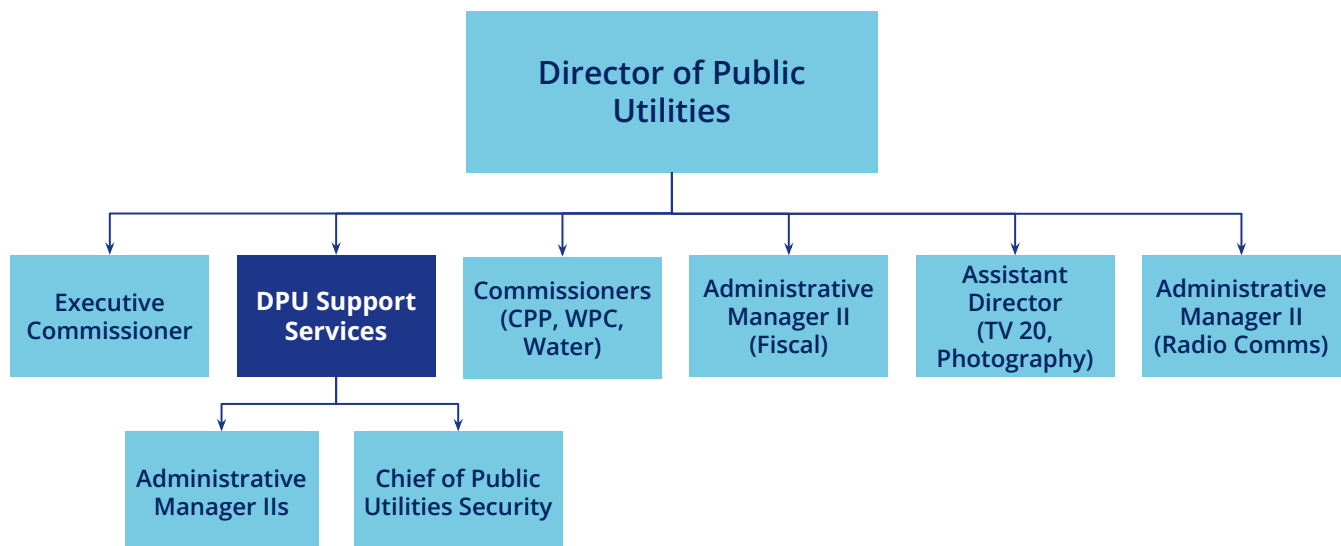 Director of Public
Utilities
Executive
Commissioner
DPU Support
Services
Commissioners
(CPP, WPC,
Water)
Administrative
Manager II
(Fiscal)
Assistant
Director
(TV 20,
Photography)
Administrative
Manager II
(Radio Comms)
Administrative
Manager IIs
Chief of Public
Utilities Security